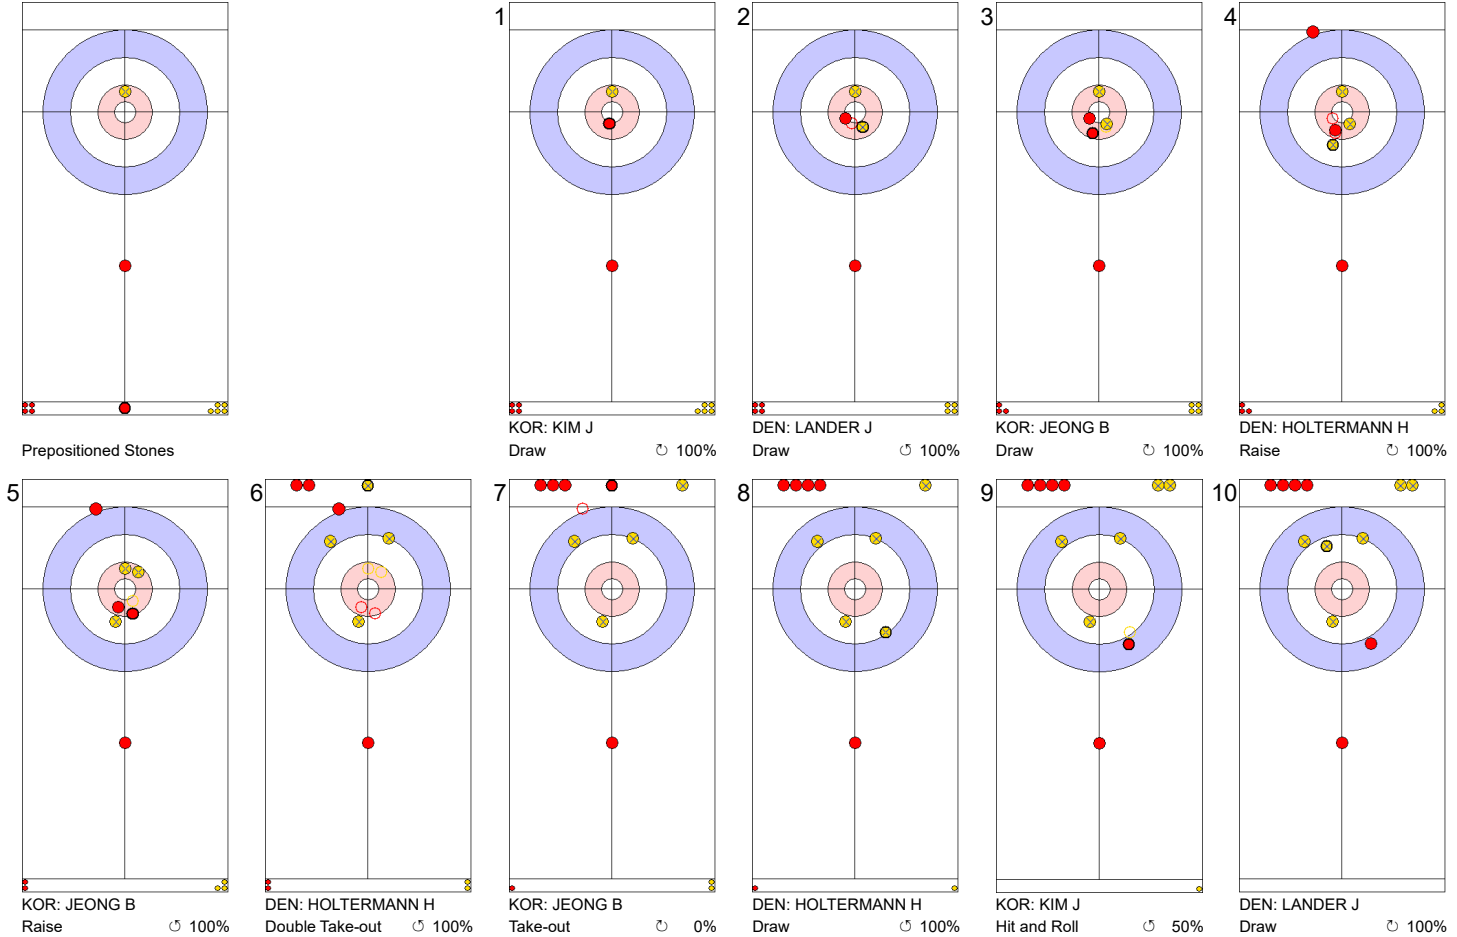 1
2
3
4
Prepositioned Stones
KOR: KIM J
Draw ↻ 100%
DEN: LANDER J
Draw ↺ 100%
KOR: JEONG B
Draw ↻ 100%
DEN: HOLTERMANN H
Raise ↻ 100%
5
6
7
8
9
10
KOR: JEONG B
Raise ↺ 100%
DEN: HOLTERMANN H
Double Take-out ↺ 100%
KOR: JEONG B
Take-out ↻ 0%
DEN: HOLTERMANN H
Draw ↺ 100%
KOR: KIM J
Hit and Roll ↺ 50%
DEN: LANDER J
Draw ↺ 100%